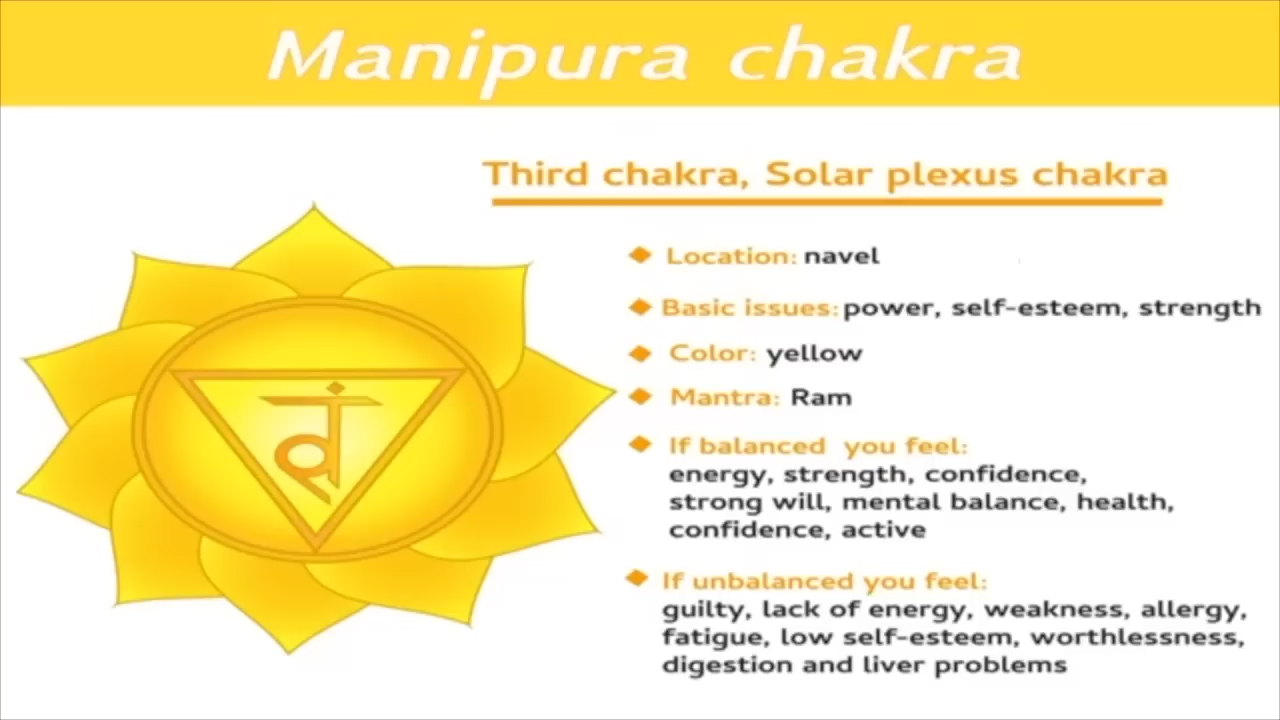 Manipura chakra
Third chakra, Solar plexus chakra
Location: navel
Basic issues: power, self-esteem, strength
Color: yellow
Mantra: Ram
If balanced you feel:
energy, strength, confidence,
strong will, mental balance, health,
confidence, active
If unbalanced you feel:
guilty, lack of energy, weakness, allergy,
fatigue, low self-esteem, worthlessness,
digestion and liver problems
रं